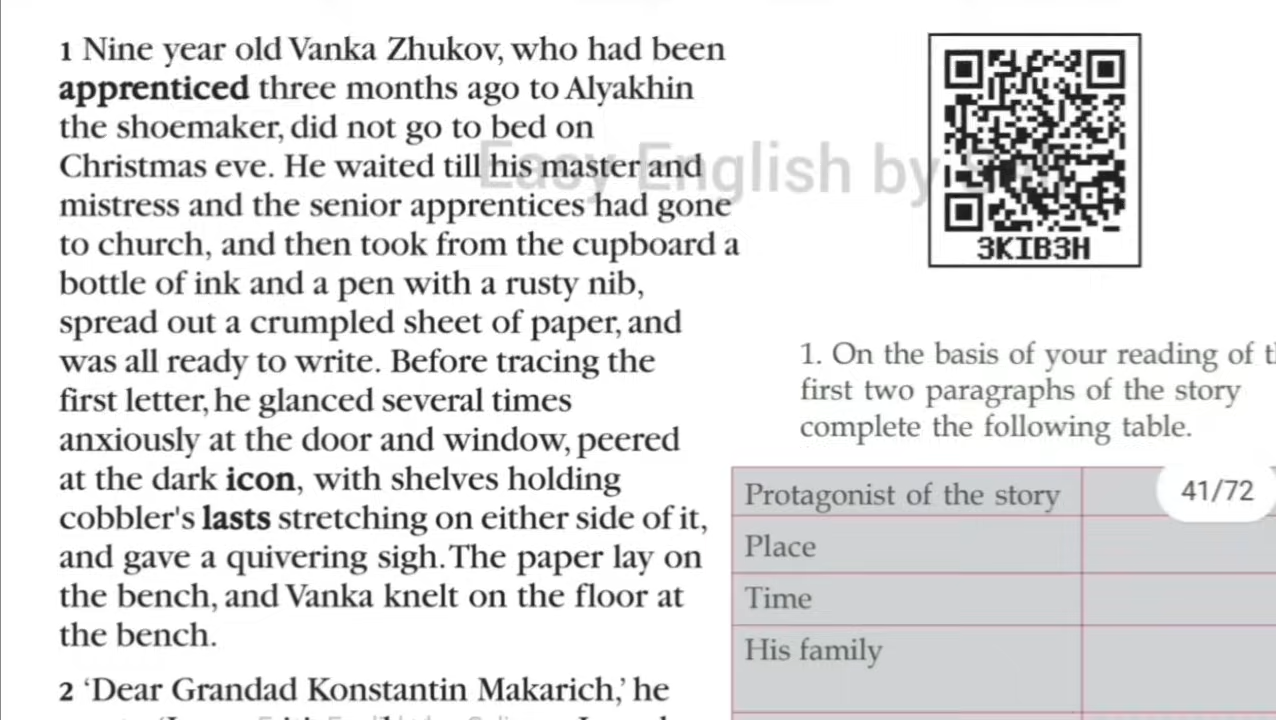 1 Nine year old Vanka Zhukov, who had been
apprenticed three months ago to Alyakhin
the shoemaker, did not go to bed on
Christmas eve. He waited till his master and
mistress and the senior apprentices had gone
to church, and then took from the cupboard a
bottle of ink and a pen with a rusty nib,
spread out a crumpled sheet of paper, and
was all ready to write. Before tracing the
first letter, he glanced several times
anxiously at the door and window, peered
at the dark icon, with shelves holding
cobbler's lasts stretching on either side of it,
and gave a quivering sigh. The paper lay on
the bench, and Vanka knelt on the floor at
the bench.
2 'Dear Grandad Konstantin Makarich,' he
Easy English by
3KIB3H
1. On the basis of your reading of
first two paragraphs of the story
complete the following table.
Protagonist of the story
41/72
Place
Time
His family